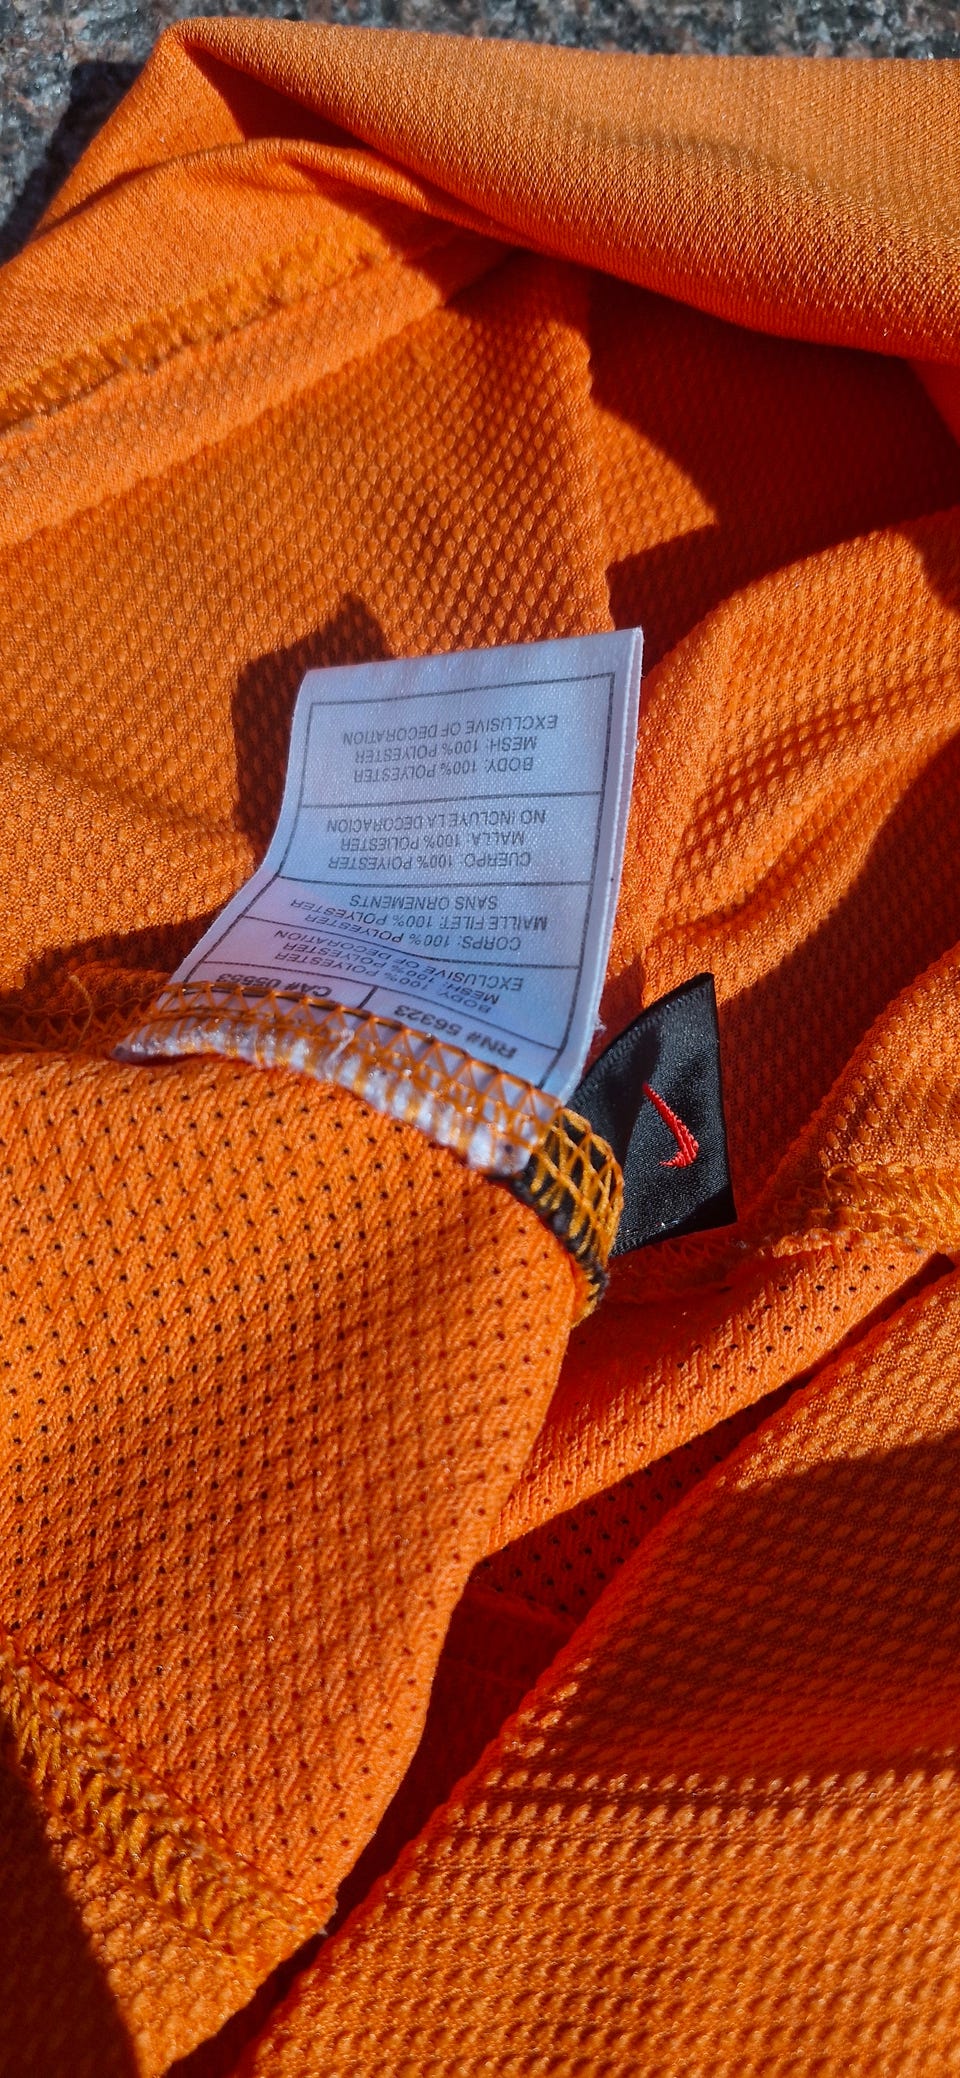 RN# 56323 CA# 05553
BODY: 100% POLYESTER
MESH: 100% POLYESTER
EXCLUSIVE OF DECORATION
CORPS: 100% POLYESTER
MAILLE FILET: 100% POLYESTER
SANS ORNEMENTS
CUERPO: 100% POLIESTER
MALLA: 100% POLIESTER
NO INCLUYE LA DECORACION
BODY: 100% POLYESTER
MESH: 100% POLYESTER
EXCLUSIVE OF DECORATION